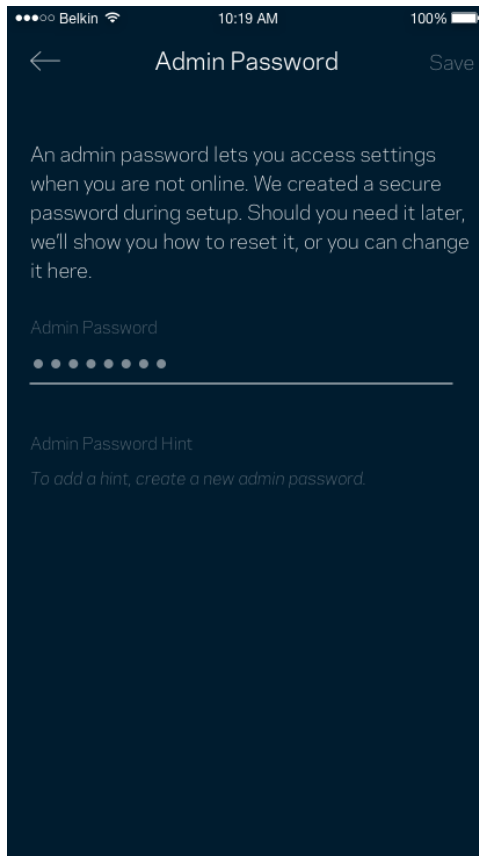 Belkin 10:19 AM 100%
Admin Password Save
An admin password lets you access settings
when you are not online. We created a secure
password during setup. Should you need it later,
we'll show you how to reset it, or you can change
it here.
Admin Password
••••••••
Admin Password Hint
To add a hint, create a new admin password.